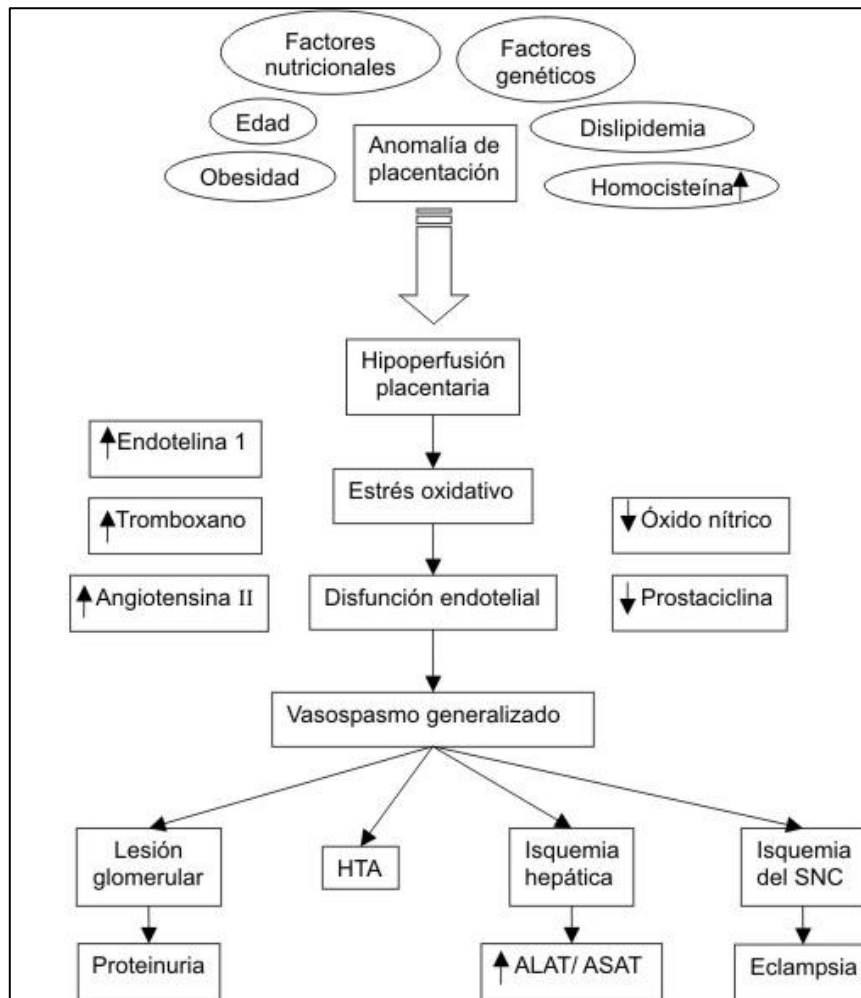 Factores
nutricionales
Factores
genéticos
Edad
Dislipidemia
Anomalía de
placentación
Obesidad
Homocisteína
Hipoperfusión
placentaria
Endotelina 1
Estrés oxidativo
Tromboxano
Óxido nítrico
Angiotensina II
Disfunción endotelial
Prostaciclina
Vasospasmo generalizado
Lesión
glomerular
HTA
Isquemia
hepática
Isquemia
del SNC
Proteinuria
ALAT/ ASAT
Eclampsia